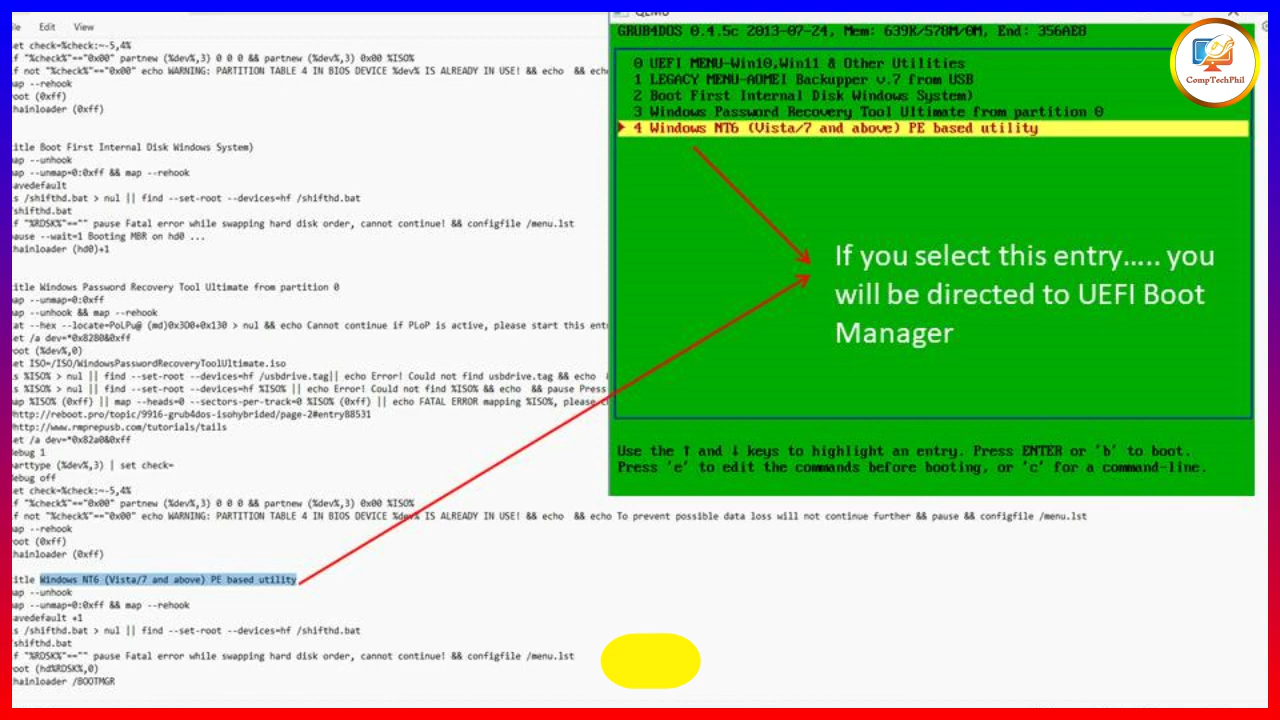 le Edit View
et check=%check:~-5,4%
f "%check%"=="0x00" partnew (%dev%,3) 0 0 0 && partnew (%dev%,3) 0x00 %ISO%
f not "%check%"=="0x00" echo WARNING: PARTITION TABLE 4 IN BIOS DEVICE %dev% IS ALREADY IN USE! && echo && ech
ap --rehook
oot (0xff)
hainloader (0xff)
itle Boot First Internal Disk Windows System)
ap --unhook
ap --unmap=0:0xff && map --rehook
avedefault
s /shifthd.bat > nul || find --set-root --devices=hf /shifthd.bat
shifthd.bat
f "%RDSK%"=="" pause Fatal error while swapping hard disk order, cannot continue! && configfile /menu.lst
ause --wait=1 Booting MBR on hd0 ...
hainloader (hd0)+1
itle Windows Password Recovery Tool Ultimate from partition 0
ap --unmap=0:0xff
ap --unhook && map --rehook
at --hex --locate=PoLPu@ (md)0x3D0+0x130 > nul && echo Cannot continue if PLoP is active, please start this ent
et /a dev=*0x8280&0xff
root (%dev%,0)
et ISO=/ISO/WindowsPasswordRecoveryToolUltimate.iso
s %ISO% > nul || find --set-root --devices=hf /usbdrive.tag|| echo Error! Could not find usbdrive.tag && echo
s %ISO% > nul || find --set-root --devices=hf %ISO% || echo Error! Could not find %ISO% && echo && pause Press
ap %ISO% (0xff) || map --heads=0 --sectors-per-track=0 %ISO% (0xff) || echo FATAL ERROR mapping %ISO%, please c
http://reboot.pro/topic/9916-grub4dos-isohybrided/page-2#entry88531
http://www.rmprepusb.com/tutorials/tails
et /a dev=*0x82a0&0xff
ebug 1
arttype (%dev%,3) | set check=
ebug off
et check=%check:~-5,4%
f "%check%"=="0x00" partnew (%dev%,3) 0 0 0 && partnew (%dev%,3) 0x00 %ISO%
f not "%check%"=="0x00" echo WARNING: PARTITION TABLE 4 IN BIOS DEVICE %dev% IS ALREADY IN USE! && echo && echo To prevent possible data loss will not continue further && pause && configfile /menu.lst
ap --rehook
oot (0xff)
hainloader (0xff)
itle Windows NT6 (Vista/7 and above) PE based utility
ap --unhook
ap --unmap=0:0xff && map --rehook
avedefault +1
s /shifthd.bat > nul || find --set-root --devices=hf /shifthd.bat
shifthd.bat
f "%RDSK%"=="" pause Fatal error while swapping hard disk order, cannot continue! && configfile /menu.lst
oot (hd%RDSK%,0)
hainloader /BOOTMGR
QEMU
GRUB4DOS 0.4.5c 2013-07-24, Mem: 639K/578M/0M, End: 356AEB
0 UEFI MENU-Win10,Win11 & Other Utilities
1 LEGACY MENU-AOMEI Backupper v.7 from USB
2 Boot First Internal Disk Windows System)
3 Windows Password Recovery Tool Ultimate from partition 0
4 Windows NT6 (Vista/7 and above) PE based utility
If you select this entry..... you
will be directed to UEFI Boot
Manager
Use the ↑ and ↓ keys to highlight an entry. Press ENTER or 'b' to boot.
Press 'e' to edit the commands before booting, or 'c' for a command-line.
CompTechPhil